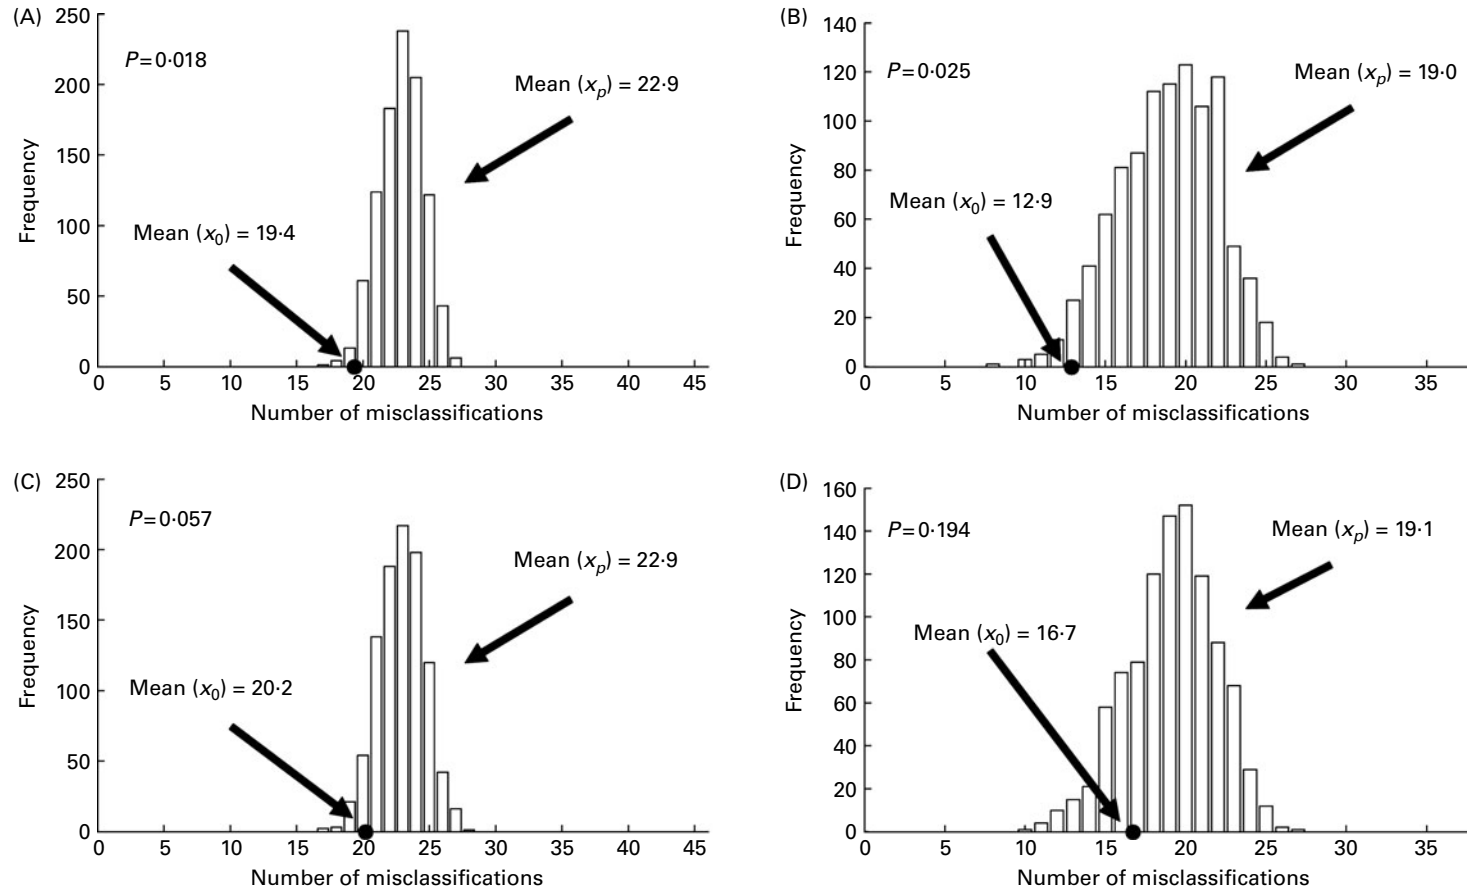 (A)
250
200
150
100
50
0
Frequency
P=0·018
Mean (xp) = 22·9
Mean (x0) = 19·4
0 5 10 15 20 25 30 35 40 45
Number of misclassifications
(B)
140
120
100
80
60
40
20
0
Frequency
P=0·025
Mean (xp) = 19·0
Mean (x0) = 12·9
0 5 10 15 20 25 30 35
Number of misclassifications
(C)
250
200
150
100
50
0
Frequency
P=0·057
Mean (xp) = 22·9
Mean (x0) = 20·2
0 5 10 15 20 25 30 35 40 45
Number of misclassifications
(D)
160
140
120
100
80
60
40
20
0
Frequency
P=0·194
Mean (xp) = 19·1
Mean (x0) = 16·7
0 5 10 15 20 25 30 35
Number of misclassifications